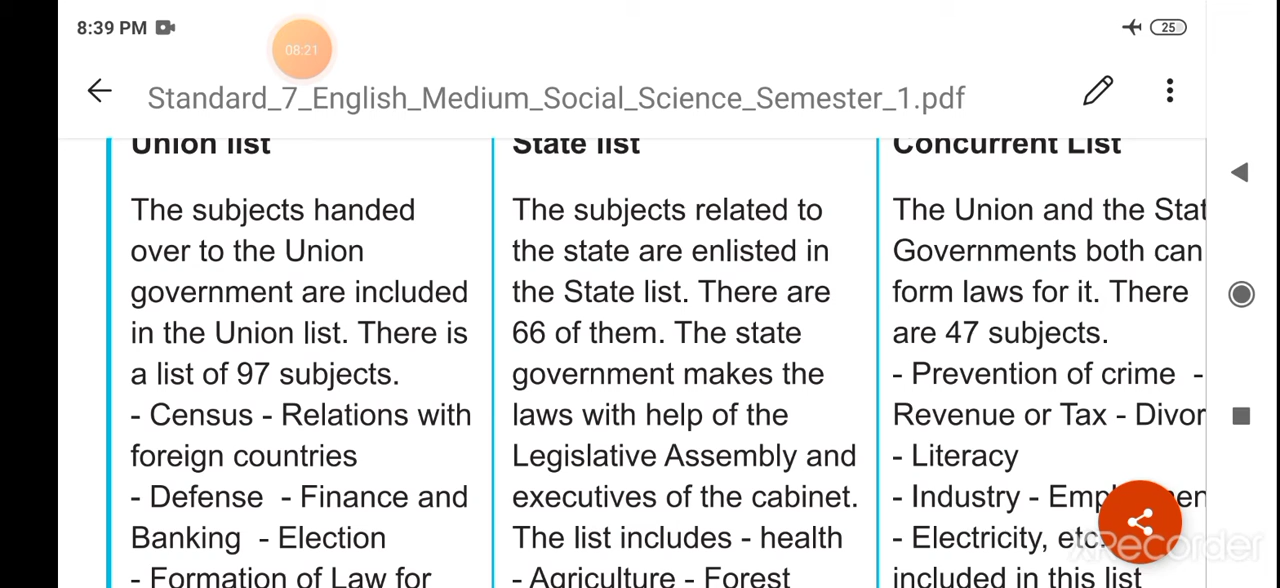 8:39 PM
25
08:21
Standard_7_English_Medium_Social_Science_Semester_1.pdf
Union list
The subjects handed
over to the Union
government are included
in the Union list. There is
a list of 97 subjects.
- Census - Relations with
foreign countries
- Defense - Finance and
Banking - Election
- Formation of Law for
State list
The subjects related to
the state are enlisted in
the State list. There are
66 of them. The state
government makes the
laws with help of the
Legislative Assembly and
executives of the cabinet.
The list includes - health
- Agriculture - Forest
Concurrent List
The Union and the Stat
Governments both can
form laws for it. There
are 47 subjects.
- Prevention of crime -
Revenue or Tax - Divor
- Literacy
- Industry -
- Electricity, etc.
included in this list
XRecorder